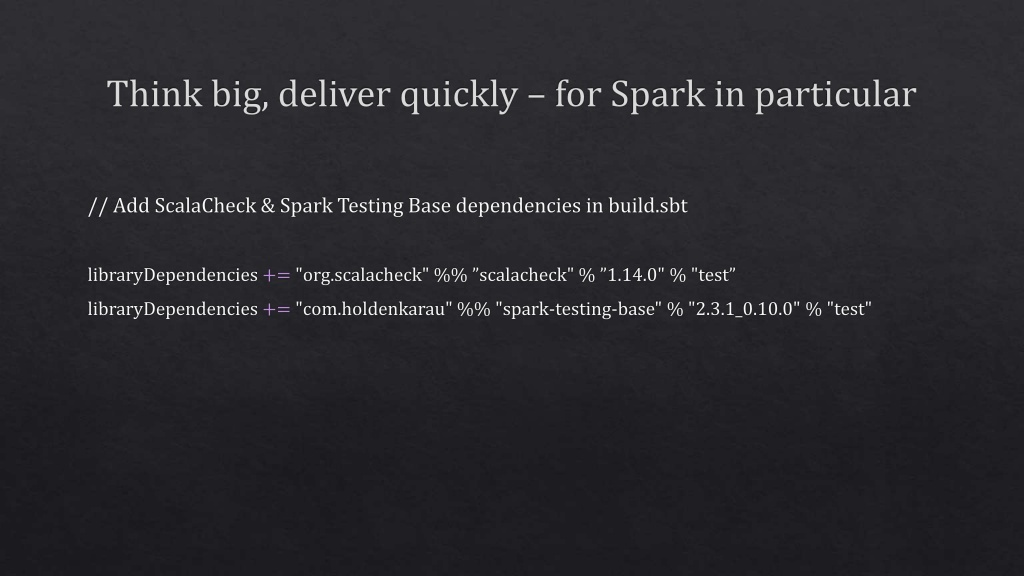 Think big, deliver quickly – for Spark in particular
// Add ScalaCheck & Spark Testing Base dependencies in build.sbt
libraryDependencies += "org.scalacheck" %% ”scalacheck" % ”1.14.0" % "test”
libraryDependencies += "com.holdenkarau" %% "spark-testing-base" % "2.3.1_0.10.0" % "test"